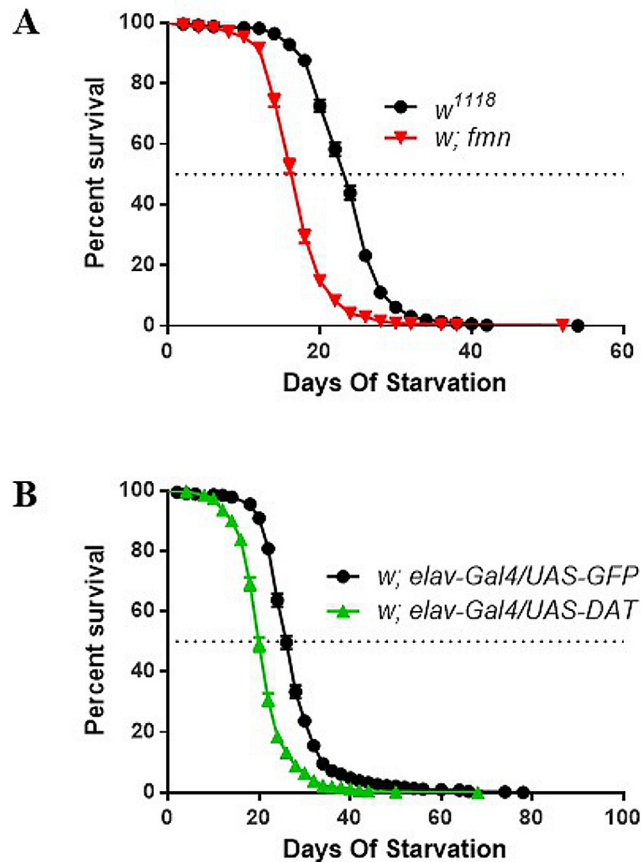 A
Percent survival
100
80
60
40
20
0
w1118
w; fmn
0 20 40 60
Days Of Starvation
B
Percent survival
100
80
60
40
20
0
w; elav-Gal4/UAS-GFP
w; elav-Gal4/UAS-DAT
0 20 40 60 80 100
Days Of Starvation